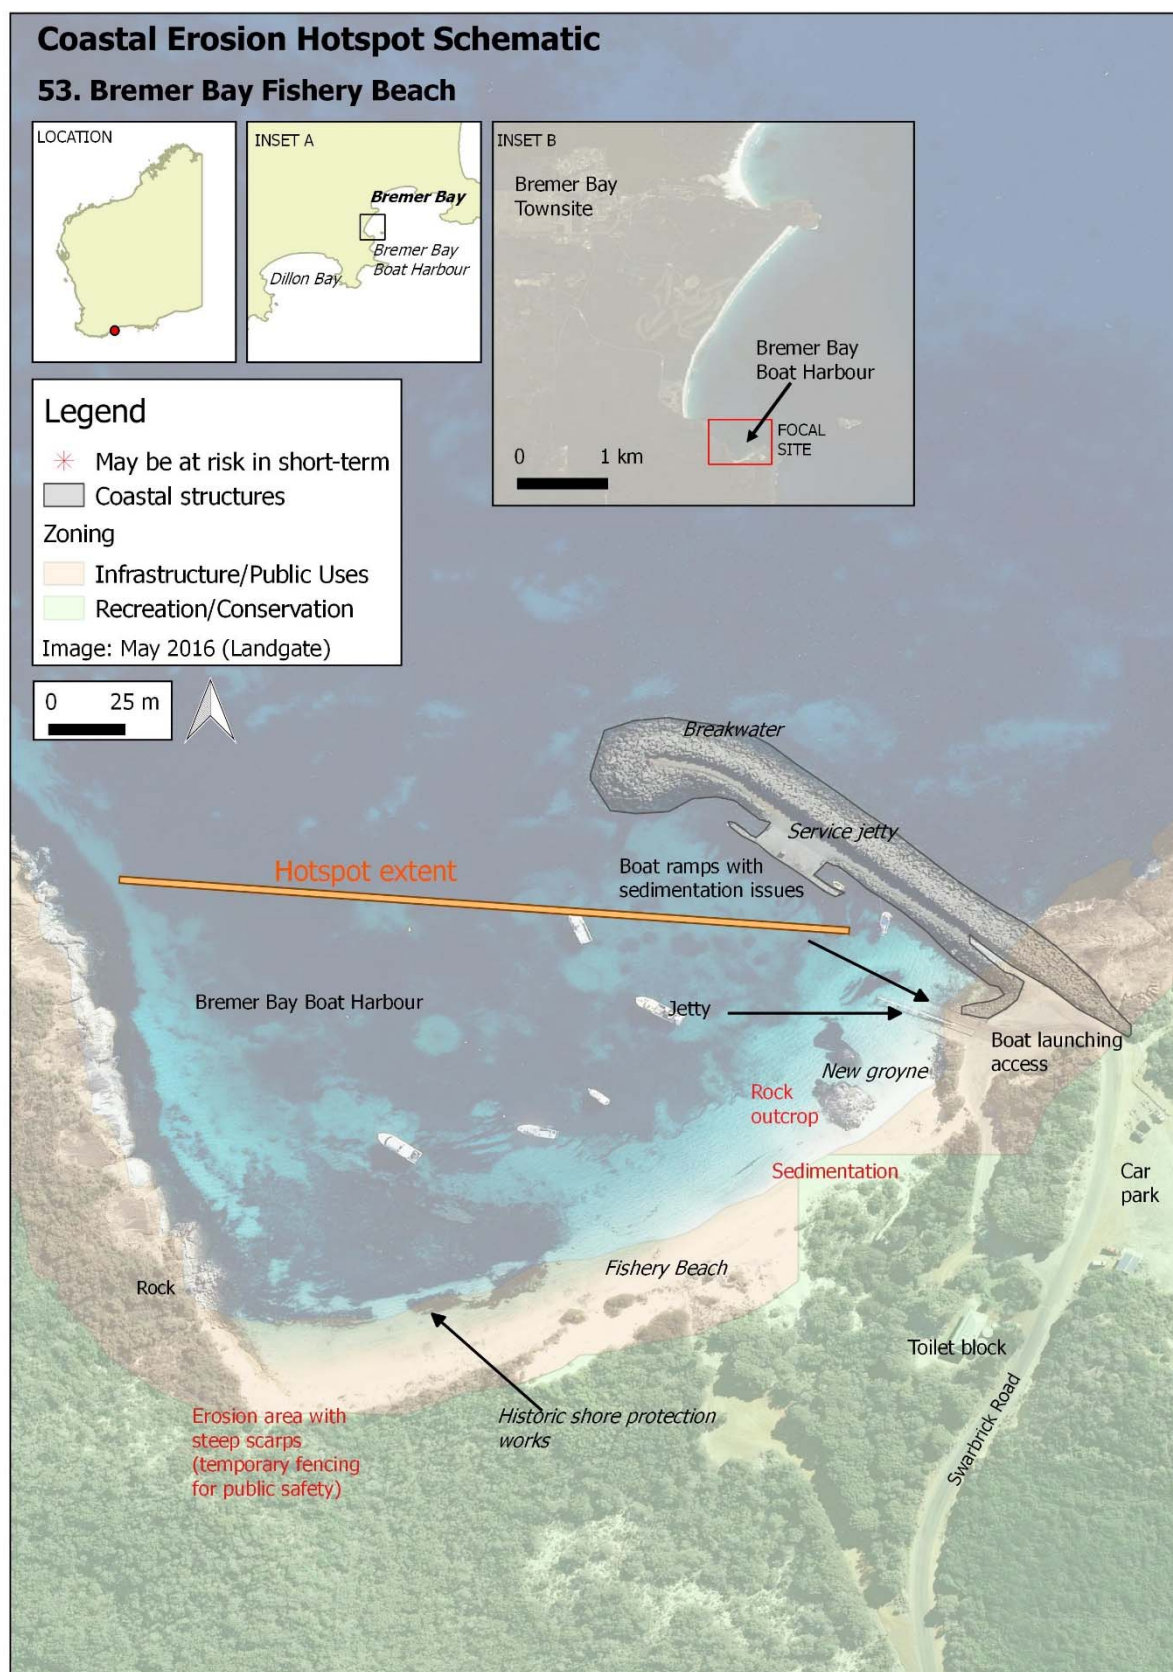 Coastal Erosion Hotspot Schematic
53. Bremer Bay Fishery Beach
LOCATION
INSET A
Bremer Bay
Bremer Bay
Boat Harbour
Dillon Bay
INSET B
Bremer Bay
Townsite
Bremer Bay
Boat Harbour
FOCAL
SITE
0 1 km
Legend
May be at risk in short-term
Coastal structures
Zoning
Infrastructure/Public Uses
Recreation/Conservation
Image: May 2016 (Landgate)
0 25 m
Breakwater
Service jetty
Hotspot extent
Boat ramps with
sedimentation issues
Bremer Bay Boat Harbour
Jetty
Boat launching
access
New groyne
Rock
outcrop
Sedimentation
Car
park
Fishery Beach
Rock
Toilet block
Swarbrick Road
Erosion area with
steep scarps
(temporary fencing
for public safety)
Historic shore protection
works